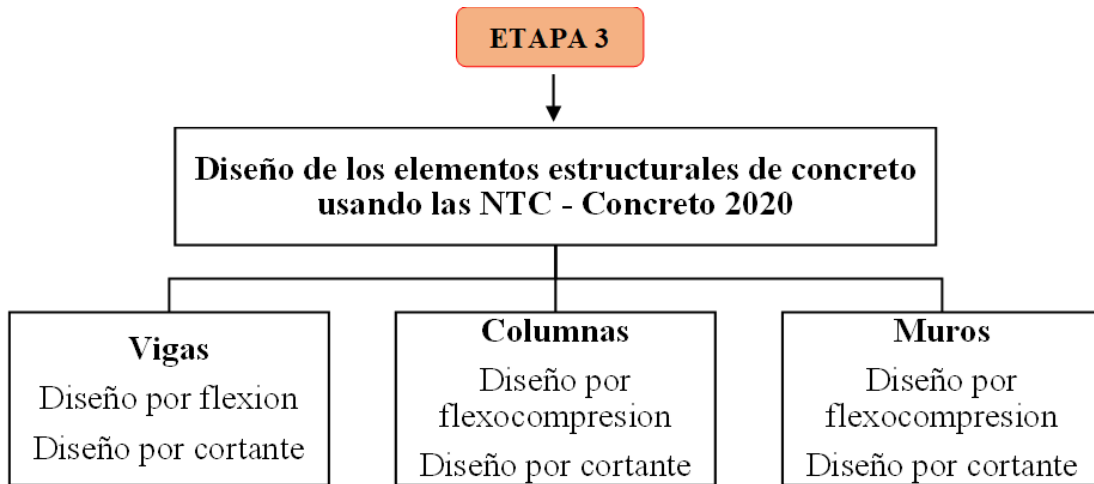 ETAPA 3
Diseño de los elementos estructurales de concreto
usando las NTC - Concreto 2020
Vigas
Diseño por flexion
Diseño por cortante
Columnas
Diseño por
flexocompresion
Diseño por cortante
Muros
Diseño por
flexocompresion
Diseño por cortante